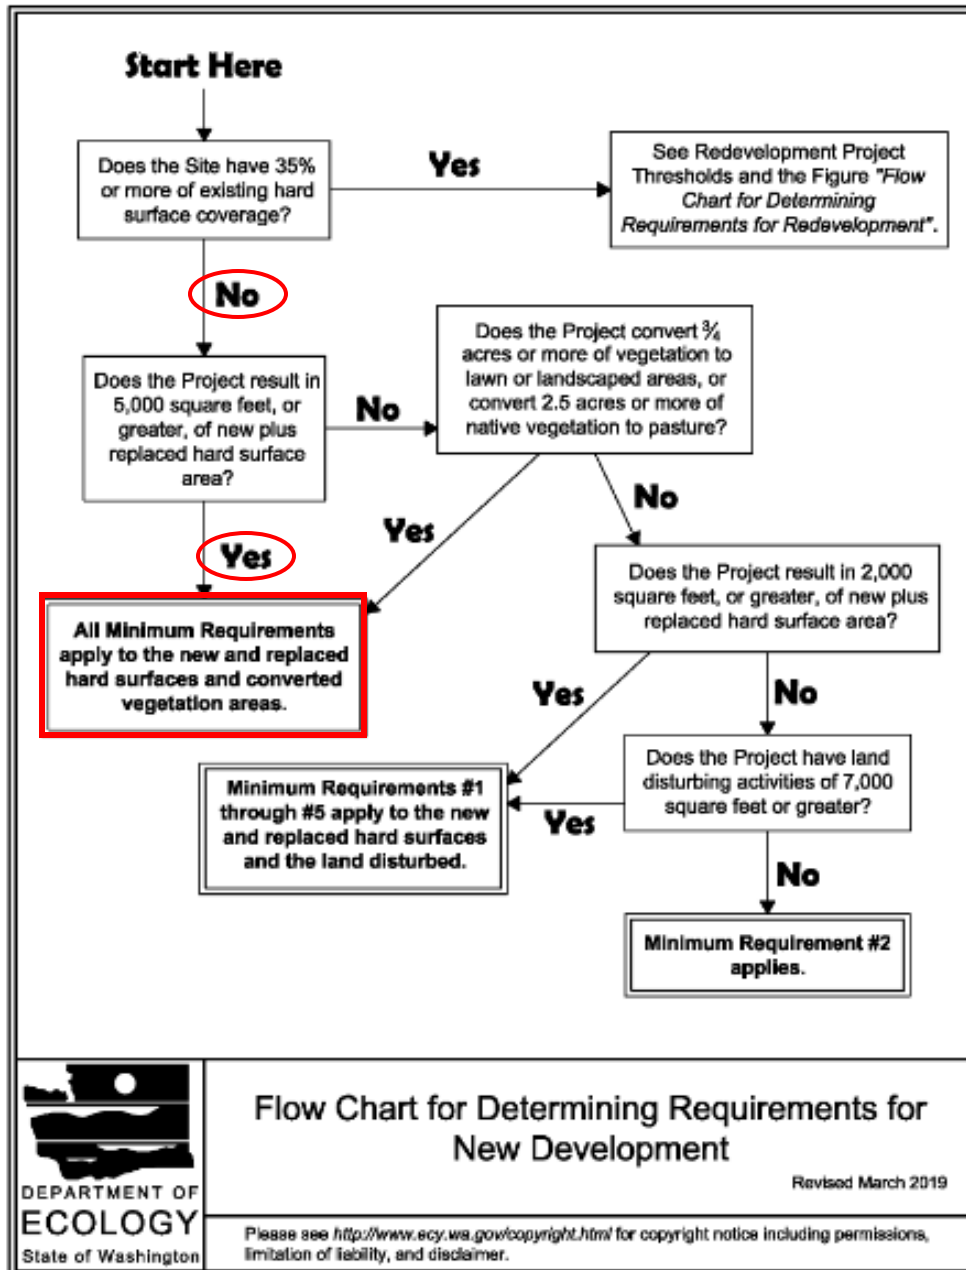 Start Here
Does the Site have 35%
or more of existing hard
surface coverage?
Yes
See Redevelopment Project
Thresholds and the Figure "Flow
Chart for Determining
Requirements for Redevelopment".
No
Does the Project result in
5,000 square feet, or
greater, of new plus
replaced hard surface
area?
No
Does the Project convert ¾
acres or more of vegetation to
lawn or landscaped areas, or
convert 2.5 acres or more of
native vegetation to pasture?
Yes
Yes
No
All Minimum Requirements
apply to the new and replaced
hard surfaces and converted
vegetation areas.
Does the Project result in 2,000
square feet, or greater, of new plus
replaced hard surface area?
Yes
No
Minimum Requirements #1
through #5 apply to the new
and replaced hard surfaces
and the land disturbed.
Yes
Does the Project have land
disturbing activities of 7,000
square feet or greater?
No
Minimum Requirement #2
applies.
DEPARTMENT OF
ECOLOGY
State of Washington
Flow Chart for Determining Requirements for
New Development
Revised March 2019
Please see http://www.ecy.wa.gov/copyright.html for copyright notice including permissions,
limitation of liability, and disclaimer.